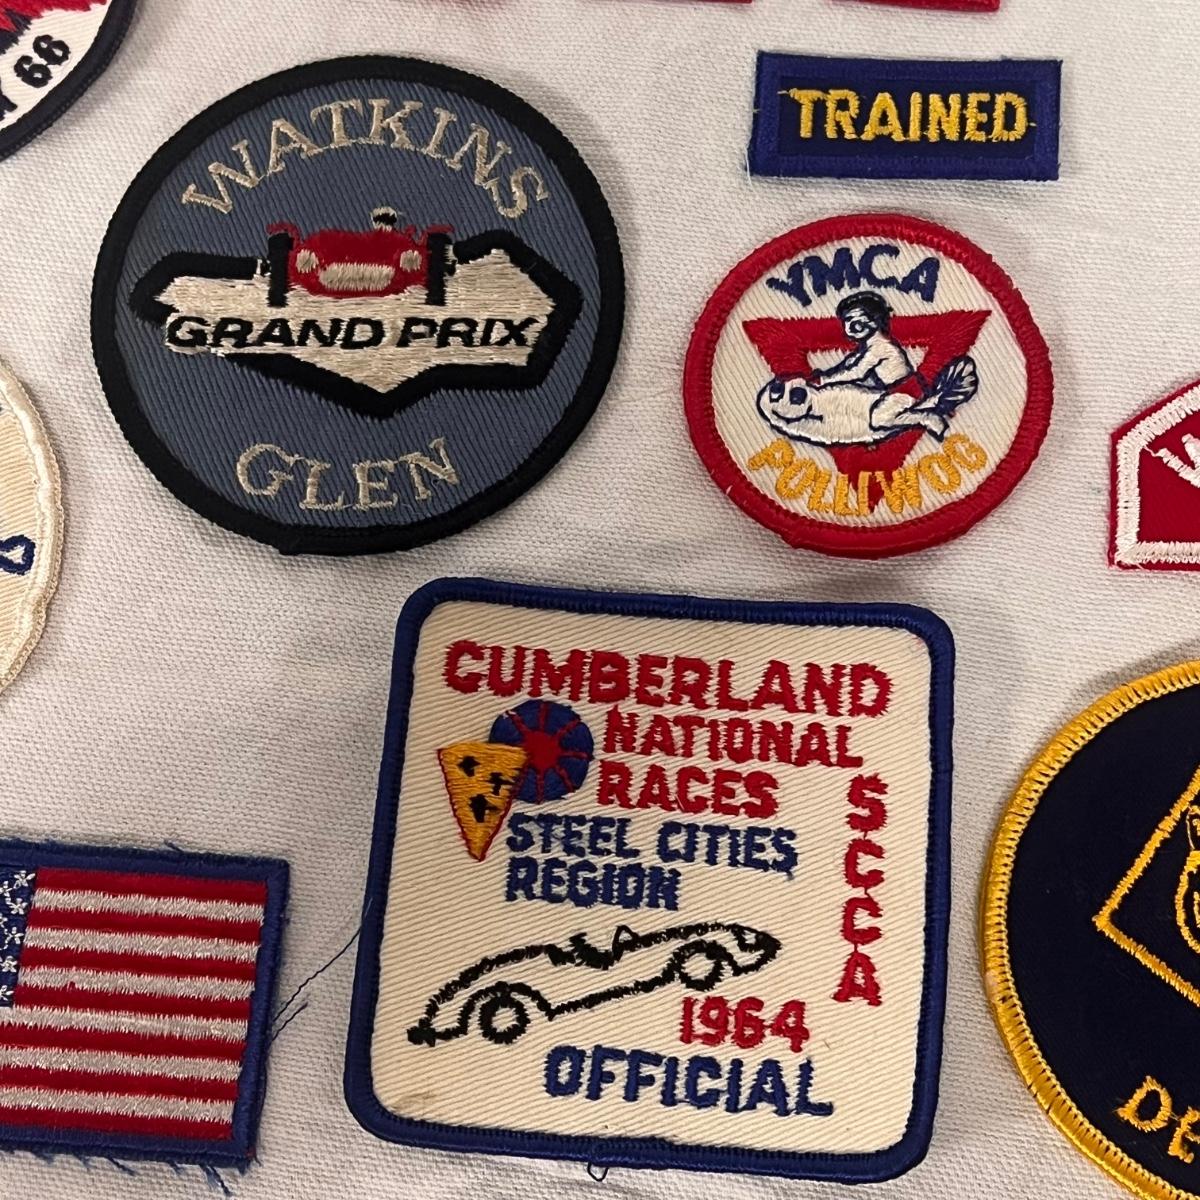 66
WATKINS
GRAND PRIX
GLEN
TRAINED
YMCA
POLLIWOG
CUMBERLAND
NATIONAL
RACES
STEEL CITIES
REGION
SCCA
1964
OFFICIAL